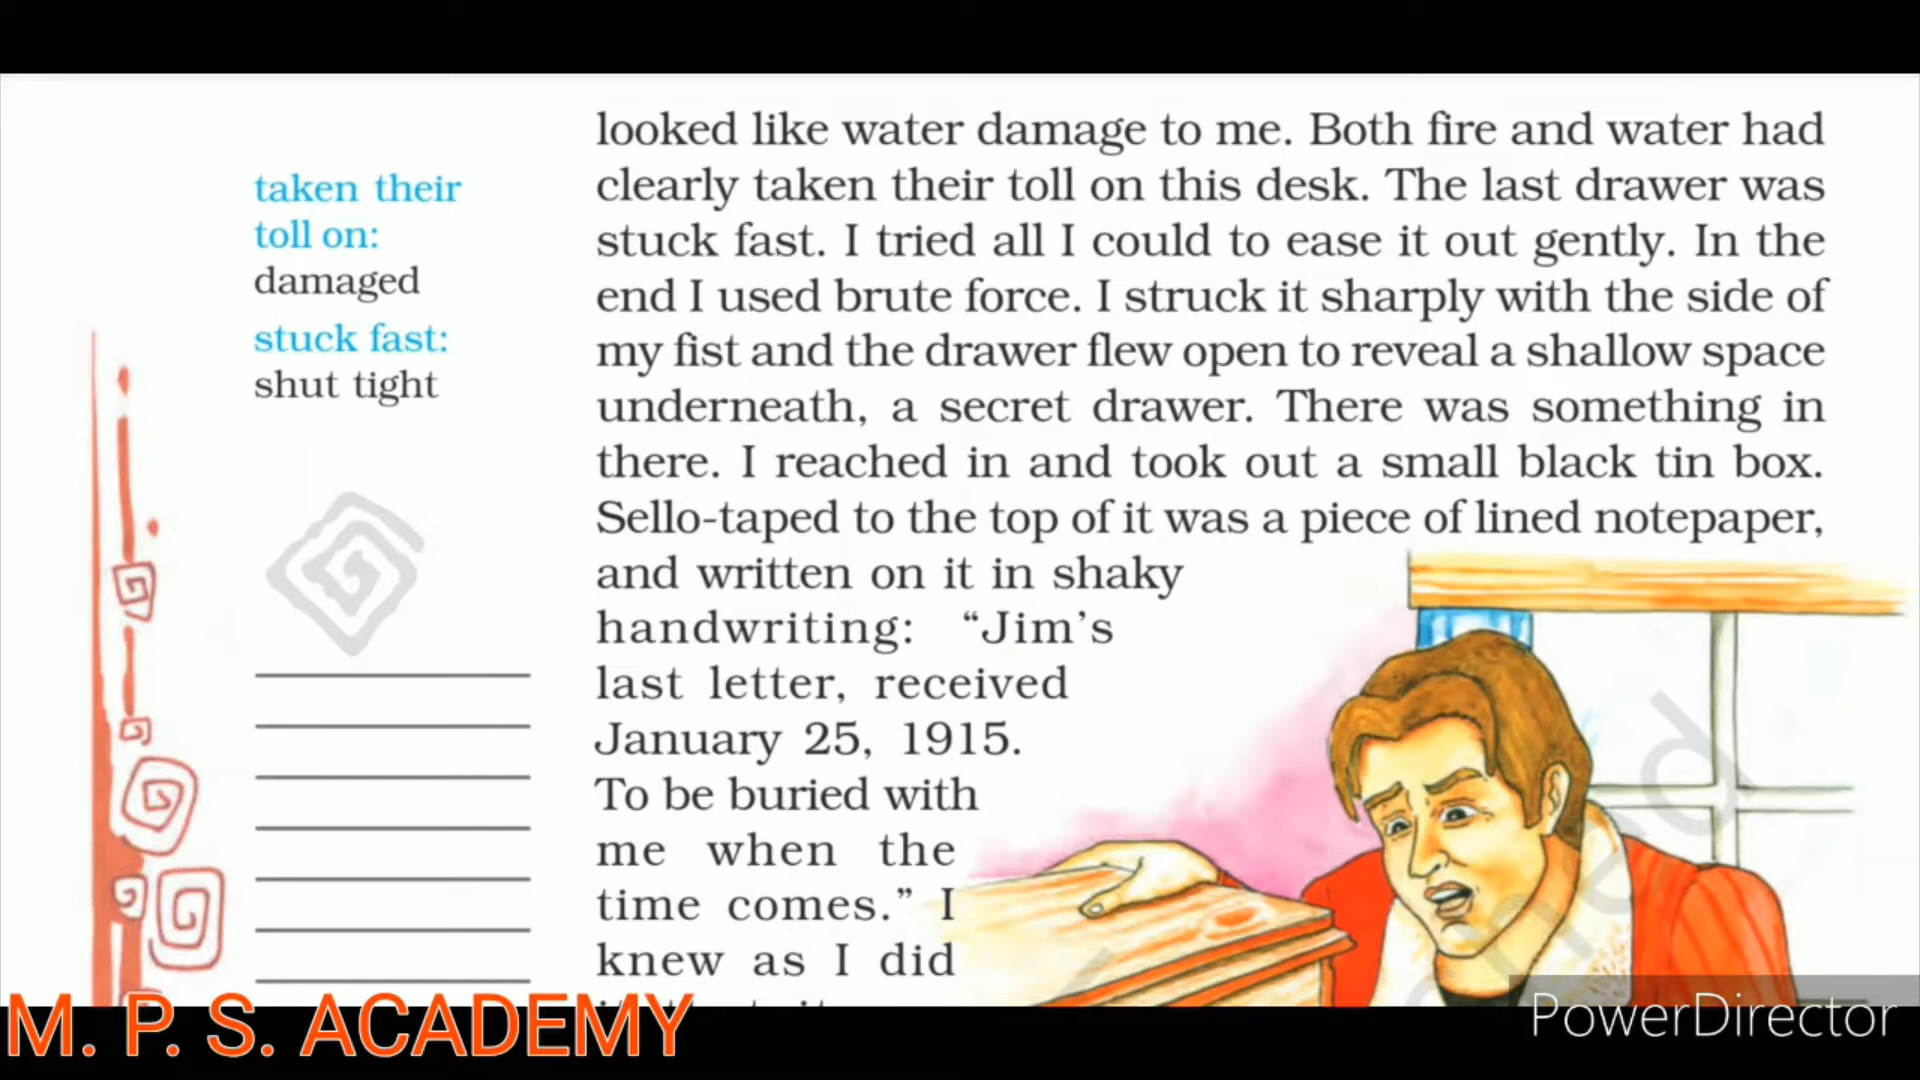 taken their
toll on:
damaged
stuck fast:
shut tight
looked like water damage to me. Both fire and water had
clearly taken their toll on this desk. The last drawer was
stuck fast. I tried all I could to ease it out gently. In the
end I used brute force. I struck it sharply with the side of
my fist and the drawer flew open to reveal a shallow space
underneath, a secret drawer. There was something in
there. I reached in and took out a small black tin box.
Sello-taped to the top of it was a piece of lined notepaper,
and written on it in shaky
handwriting: “Jim’s
last letter, received
January 25, 1915.
To be buried with
me when the
time comes.” I
knew as I did
M. P. S. ACADEMY
PowerDirector